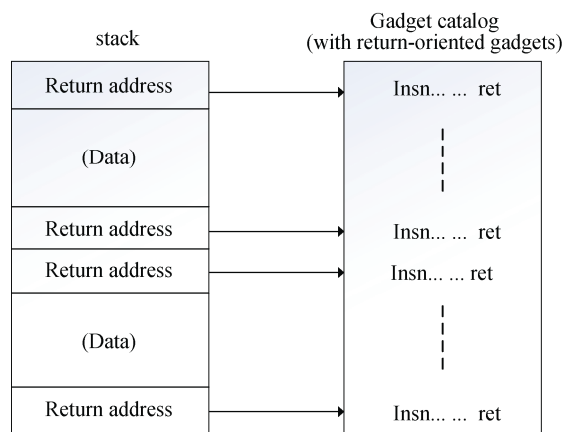 stack
Gadget catalog
(with return-oriented gadgets)
Return address
Insn... ... ret
(Data)
Return address
Insn... ... ret
Return address
Insn... ... ret
(Data)
Return address
Insn... ... ret